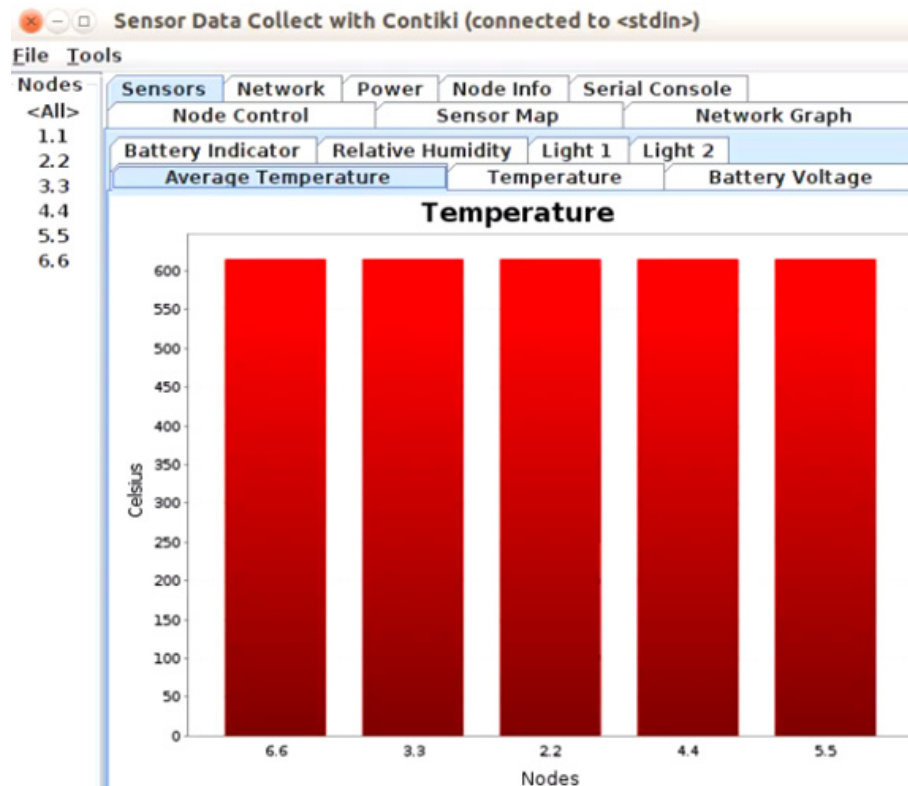 Sensor Data Collect with Contiki (connected to <stdin>)
File Tools
Nodes
<All>
1.1
2.2
3.3
4.4
5.5
6.6
Sensors Network Power Node Info Serial Console
Node Control Sensor Map Network Graph
Battery Indicator Relative Humidity Light 1 Light 2
Average Temperature Temperature Battery Voltage
Temperature
Celsius
600
550
500
450
400
350
300
250
200
150
100
50
0
6.6 3.3 2.2 4.4 5.5
Nodes